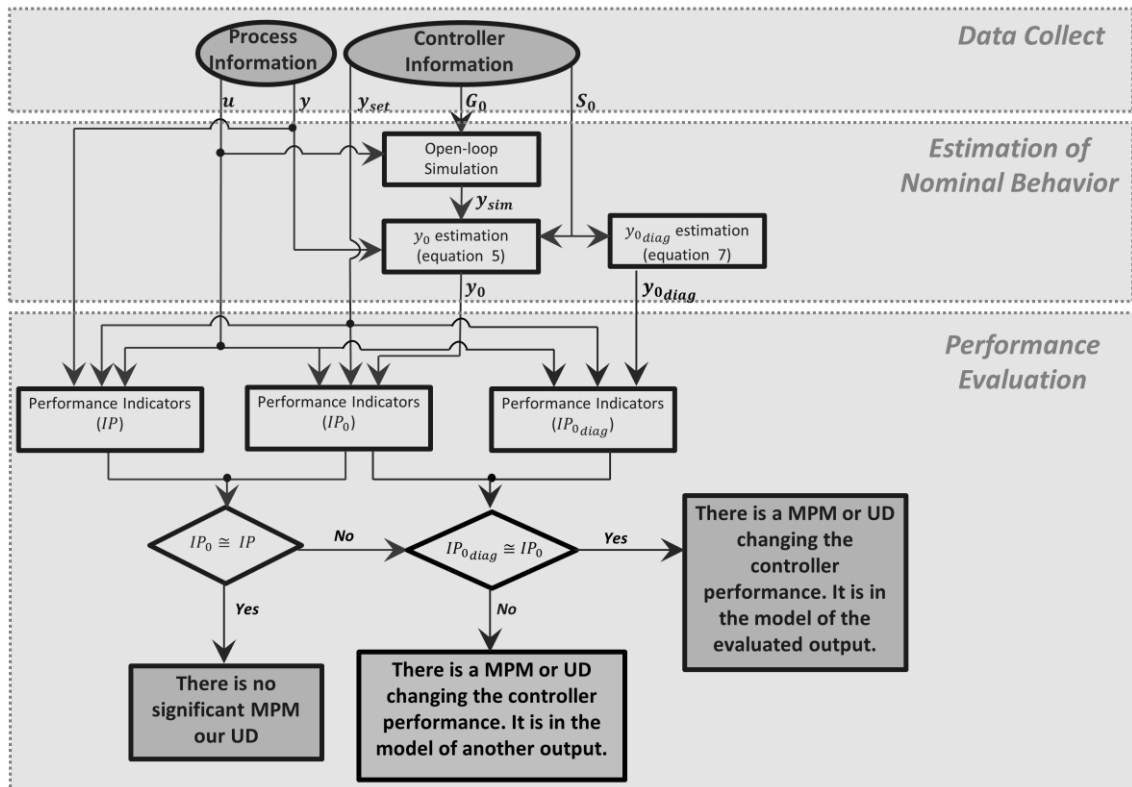 Data Collect
Process
Information
Controller
Information
u
y
y_set
G_0
S_0
Estimation of
Nominal Behavior
Open-loop
Simulation
y_sim
y_0 estimation
(equation 5)
y_0_diag estimation
(equation 7)
y_0
y_0_diag
Performance
Evaluation
Performance Indicators
(IP)
Performance Indicators
(IP_0)
Performance Indicators
(IP_0_diag)
IP_0 ≅ IP
No
IP_0_diag ≅ IP_0
Yes
There is a MPM or UD
changing the
controller
performance. It is in
the model of the
evaluated output.
Yes
No
There is no
significant MPM
our UD
There is a MPM or UD
changing the controller
performance. It is in the
model of another output.